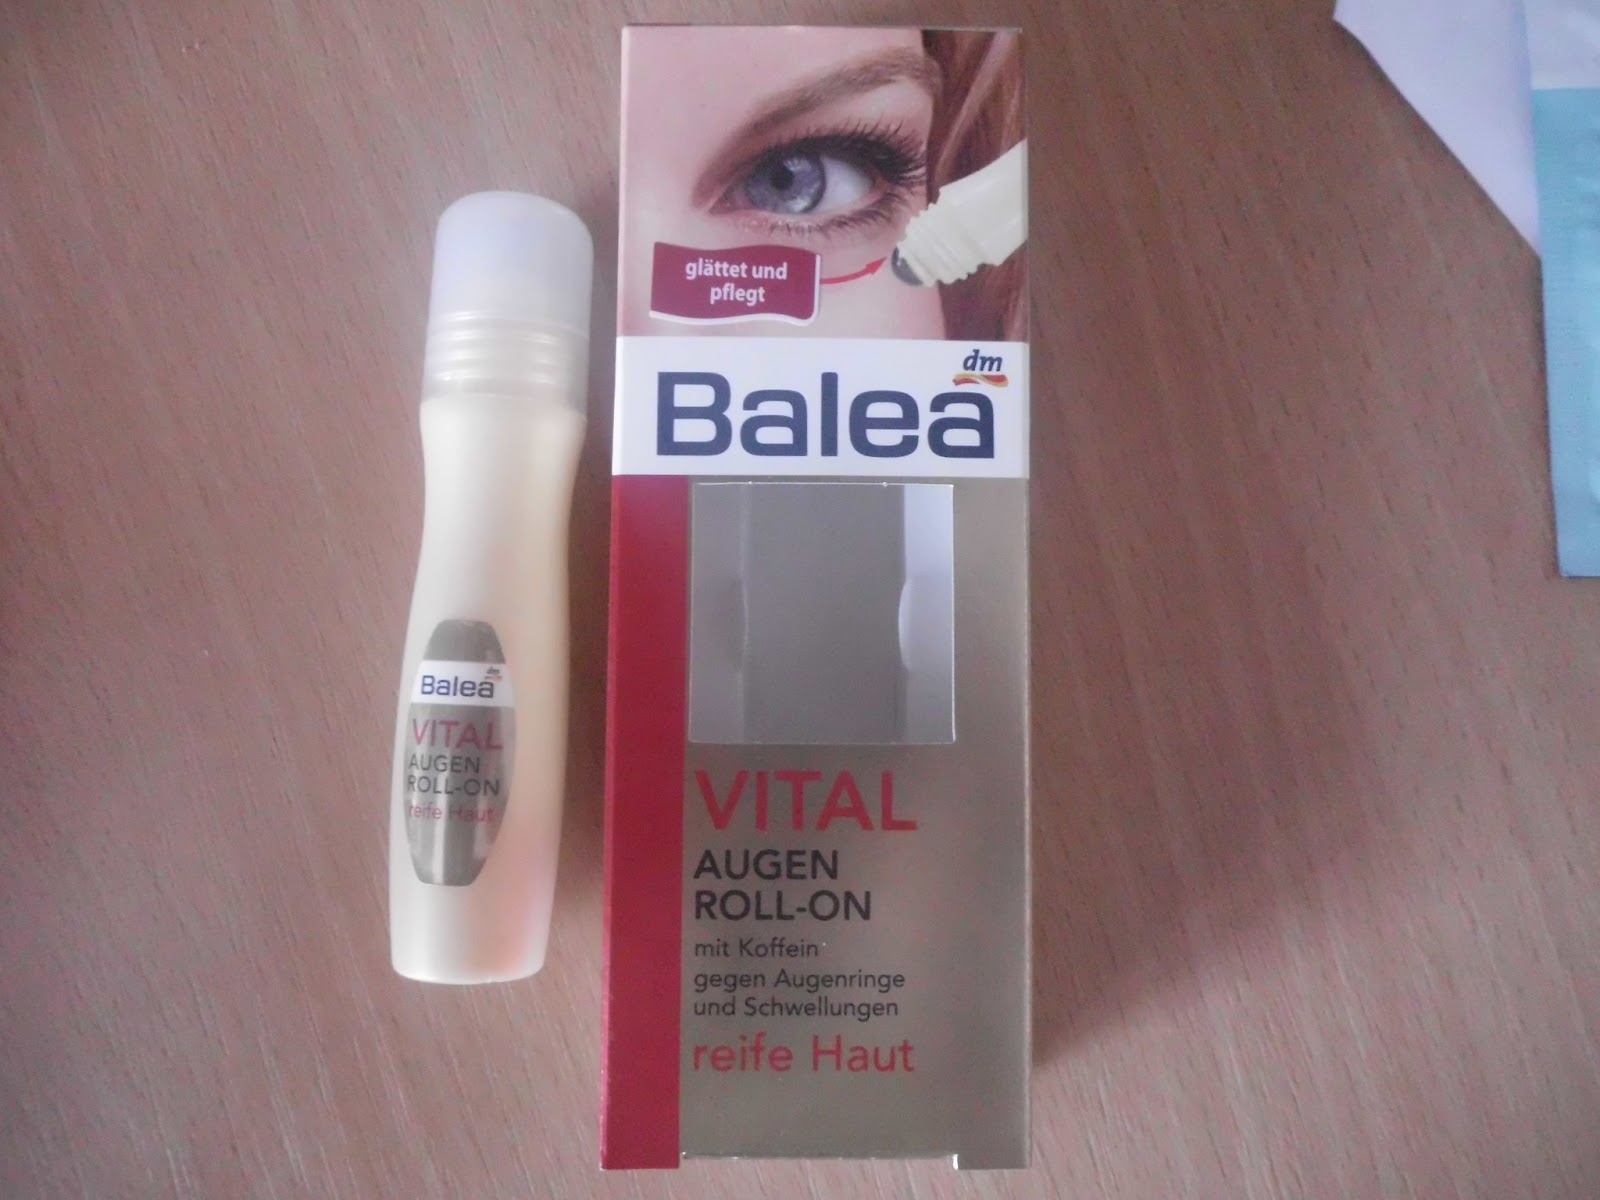 glättet und
pflegt
dm
Balea
VITAL
AUGEN
ROLL-ON
mit Koffein
gegen Augenringe
und Schwellungen
reife Haut
dm
Balea
VITAL
AUGEN
ROLL-ON
reife Haut